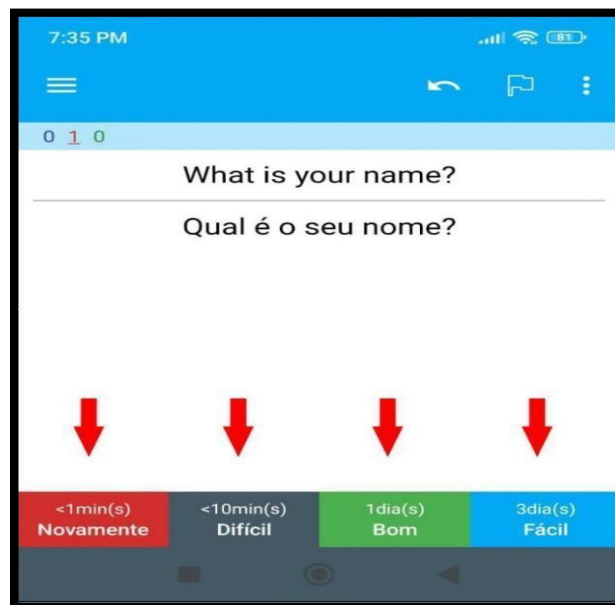 7:35 PM 81
0 1 0
What is your name?
Qual é o seu nome?
<1min(s) <10min(s) 1dia(s) 3dia(s)
Novamente Difícil Bom Fácil